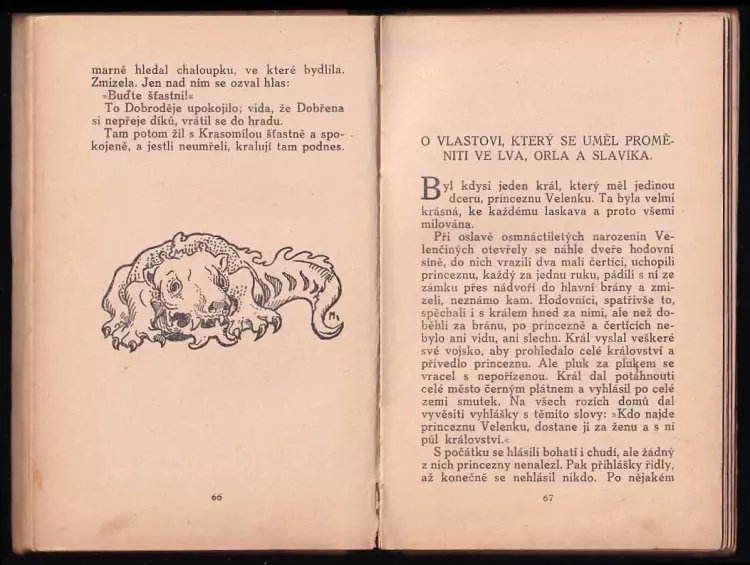 marně hledal chaloupku, ve které bydlila.
Zmizela. Jen nad ním se ozval hlas:
»Buďte šťastni!«
To Dobroděje upokojilo; vida, že Dobřena
si nepřeje díků, vrátil se do hradu.
Tam potom žil s Krasomilou šťastně a spo-
kojeně, a jestli neumřeli, kralují tam podnes.
M
66
O VLASTOVI, KTERÝ SE UMĚL PROMĚ-
NITI VE LVA, ORLA A SLAVÍKA.
Byl kdysi jeden král, který měl jedinou
dceru, princeznu Velenku. Ta byla velmi
krásná, ke každému laskava a proto všemi
milována.
Při oslavě osmnáctiletých narozenin Ve-
lenčiných otevřely se náhle dveře hodovní
síně, do nich vrazili dva malí čertíci, uchopili
princeznu, každý za jednu ruku, pádili s ní ze
zámku přes nádvoří do hlavní brány a zmi-
zeli, neznámo kam. Hodovníci, spatřivše to,
spěchali i s králem hned za nimi, ale než do-
běhli za bránu, po princezně a čertících ne-
bylo ani vidu, ani slechu. Král vyslal veškeré
své vojsko, aby prohledalo celé království a
přivedlo princeznu. Ale pluk za plukem se
vracel s nepořízenou. Král dal potáhnouti
celé město černým plátnem a vyhlásil po celé
zemi smutek. Na všech rozích domů dal
vyvěsiti vyhlášky s těmito slovy: »Kdo najde
princeznu Velenku, dostane ji za ženu a s ní
půl království.«
S počátku se hlásili bohatí i chudí, ale žádný
z nich princezny nenalezl. Pak přihlášky řídly,
až konečně se nehlásil nikdo. Po nějakém
67